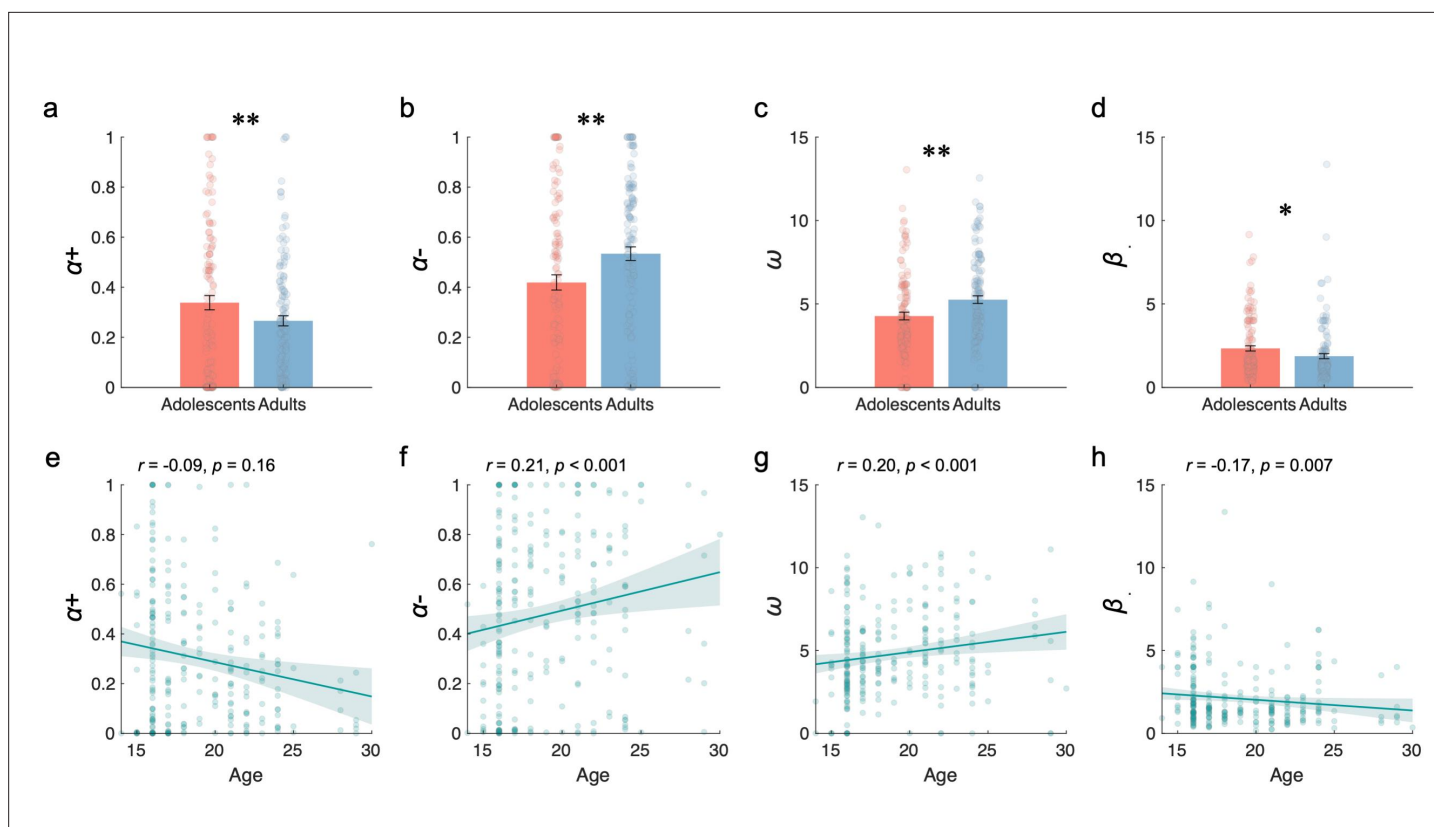 a
**
α+
1
0.8
0.6
0.4
0.2
0
Adolescents Adults
b
**
α-
1
0.8
0.6
0.4
0.2
0
Adolescents Adults
c
**
ω
15
10
5
0
Adolescents Adults
d
*
β.
15
10
5
0
Adolescents Adults
e
r = -0.09, p = 0.16
α+
1
0.8
0.6
0.4
0.2
0
15 20 25 30
Age
f
r = 0.21, p < 0.001
α-
1
0.8
0.6
0.4
0.2
0
15 20 25 30
Age
g
r = 0.20, p < 0.001
ω
15
10
5
0
15 20 25 30
Age
h
r = -0.17, p = 0.007
β.
15
10
5
0
15 20 25 30
Age